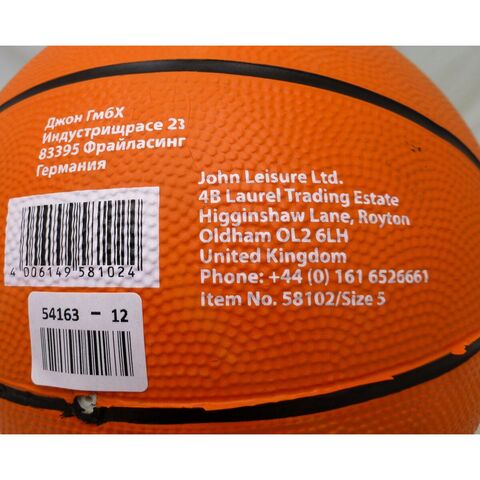 Джон ГмбХ
Индустрищрасе 23
83395 Фрайласинг
Германия
4 006149 581024
54163 - 12
John Leisure Ltd.
4B Laurel Trading Estate
Higginshaw Lane, Royton
Oldham OL2 6LH
United Kingdom
Phone: +44 (0) 161 6526661
Item No. 58102/Size 5